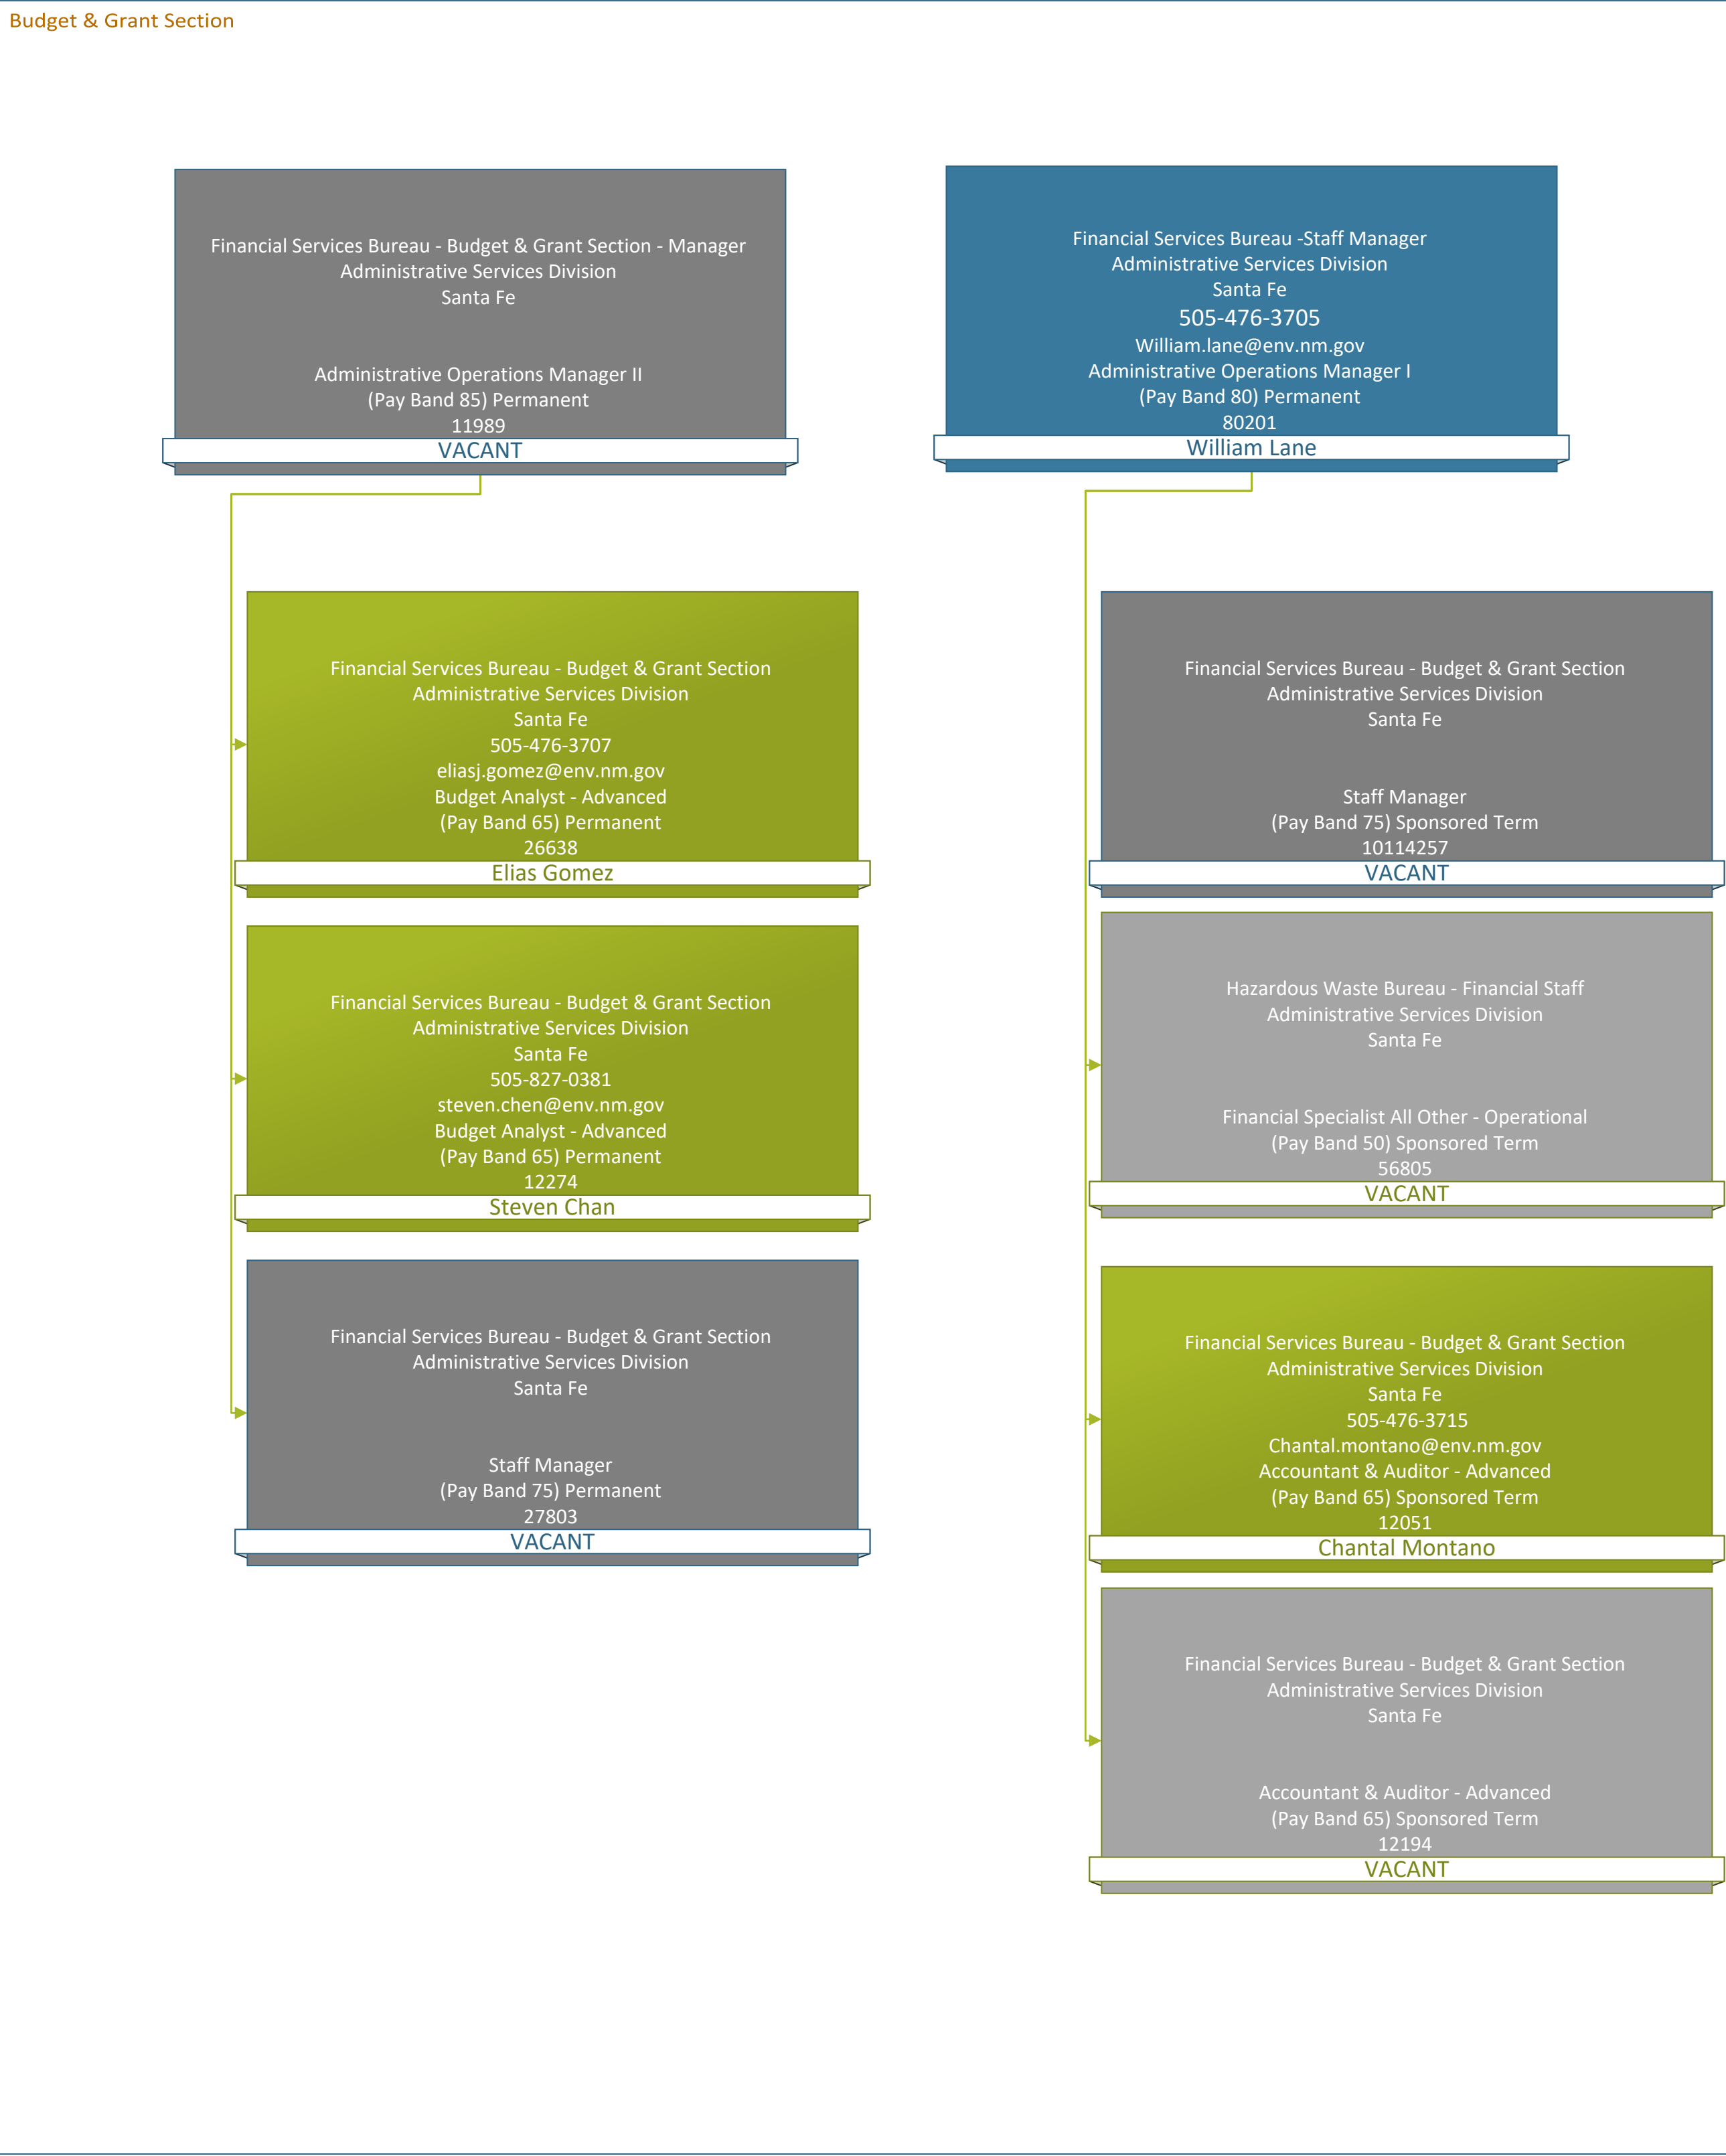 Budget & Grant Section
Financial Services Bureau - Budget & Grant Section - Manager
Administrative Services Division
Santa Fe
Administrative Operations Manager II
(Pay Band 85) Permanent
11989
VACANT
Financial Services Bureau -Staff Manager
Administrative Services Division
Santa Fe
505-476-3705
William.lane@env.nm.gov
Administrative Operations Manager I
(Pay Band 80) Permanent
80201
William Lane
Financial Services Bureau - Budget & Grant Section
Administrative Services Division
Santa Fe
505-476-3707
eliasj.gomez@env.nm.gov
Budget Analyst - Advanced
(Pay Band 65) Permanent
26638
Elias Gomez
Financial Services Bureau - Budget & Grant Section
Administrative Services Division
Santa Fe
505-827-0381
steven.chen@env.nm.gov
Budget Analyst - Advanced
(Pay Band 65) Permanent
12274
Steven Chan
Financial Services Bureau - Budget & Grant Section
Administrative Services Division
Santa Fe
Staff Manager
(Pay Band 75) Permanent
27803
VACANT
Financial Services Bureau - Budget & Grant Section
Administrative Services Division
Santa Fe
Staff Manager
(Pay Band 75) Sponsored Term
10114257
VACANT
Hazardous Waste Bureau - Financial Staff
Administrative Services Division
Santa Fe
Financial Specialist All Other - Operational
(Pay Band 50) Sponsored Term
56805
VACANT
Financial Services Bureau - Budget & Grant Section
Administrative Services Division
Santa Fe
505-476-3715
Chantal.montano@env.nm.gov
Accountant & Auditor - Advanced
(Pay Band 65) Sponsored Term
12051
Chantal Montano
Financial Services Bureau - Budget & Grant Section
Administrative Services Division
Santa Fe
Accountant & Auditor - Advanced
(Pay Band 65) Sponsored Term
12194
VACANT